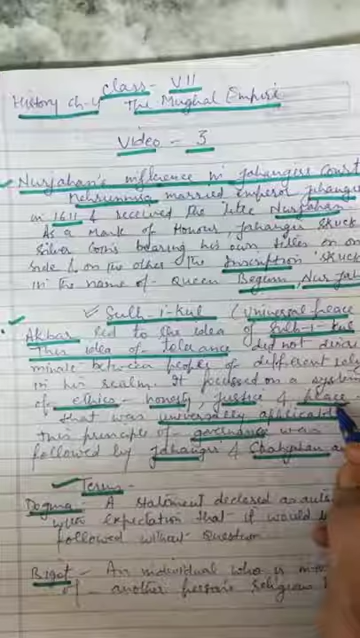 class - VII
History ch-4 The Mughal Empire
Video - 3
Nurjahan's influence in Jahangir's Court
Mehrunnisa married emperor Jahangir
in 1611 & received the title Nurjahan
As a Mark of Honour, Jahangir struck
Silver Coins bearing his own titles on one
side & on the other the Inscription 'struck
in the name of Queen Begum, Nur Jah
Sulh-i-kul (Universal peace
Akbar led to the idea of Sulh-i-kul
This idea of tolerance did not discri
minate between people of different reli
in his realm. It focussed on a system
of ethics - honesty, justice & peace
that was universally applicable
this principle of governance was
followed by Jahangir & Shahjahan
Terms -
Dogma - A statement declared as
expectation that it would
followed without question
Bigot - An individual who is
of another person's religious